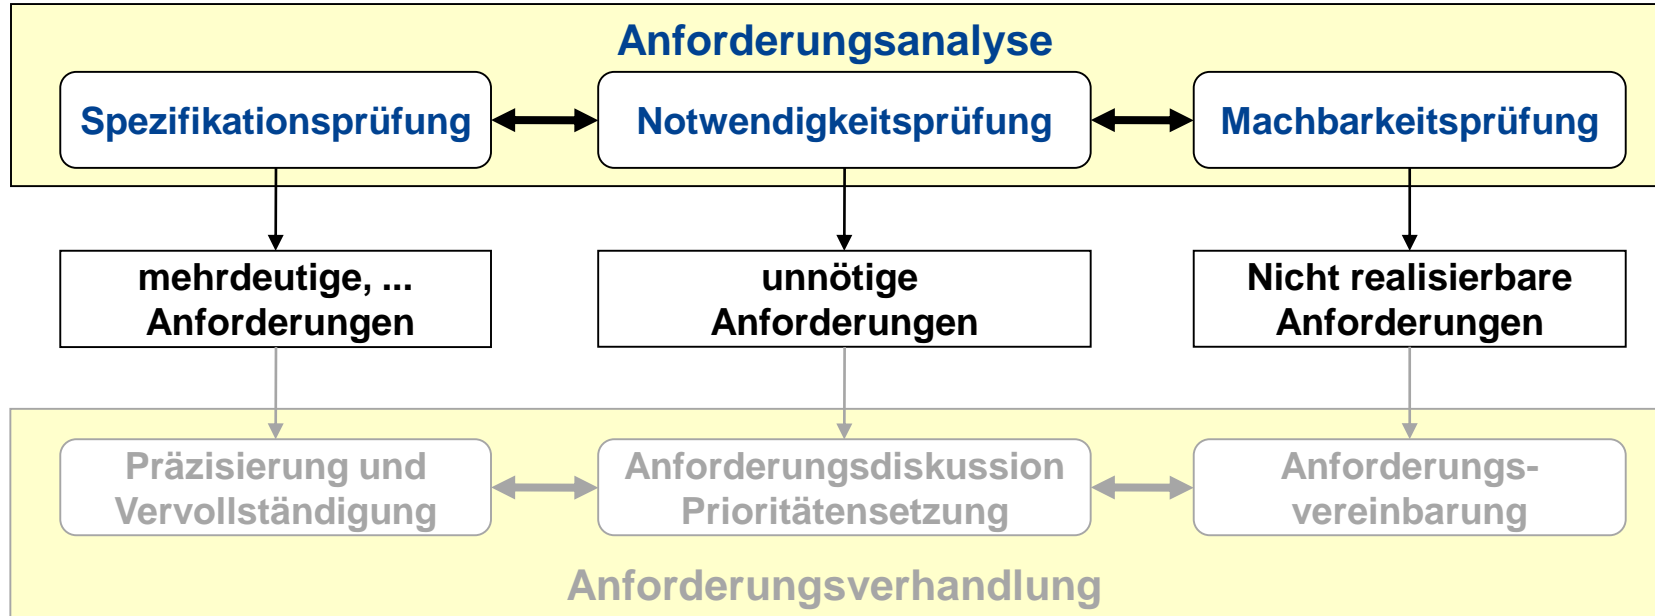 Anforderungsanalyse
Spezifikationsprüfung
Notwendigkeitsprüfung
Machbarkeitsprüfung
mehrdeutige, ...
Anforderungen
unnötige
Anforderungen
Nicht realisierbare
Anforderungen
Präzisierung und
Vervollständigung
Anforderungsdiskussion
Prioritätensetzung
Anforderungs-
vereinbarung
Anforderungsverhandlung